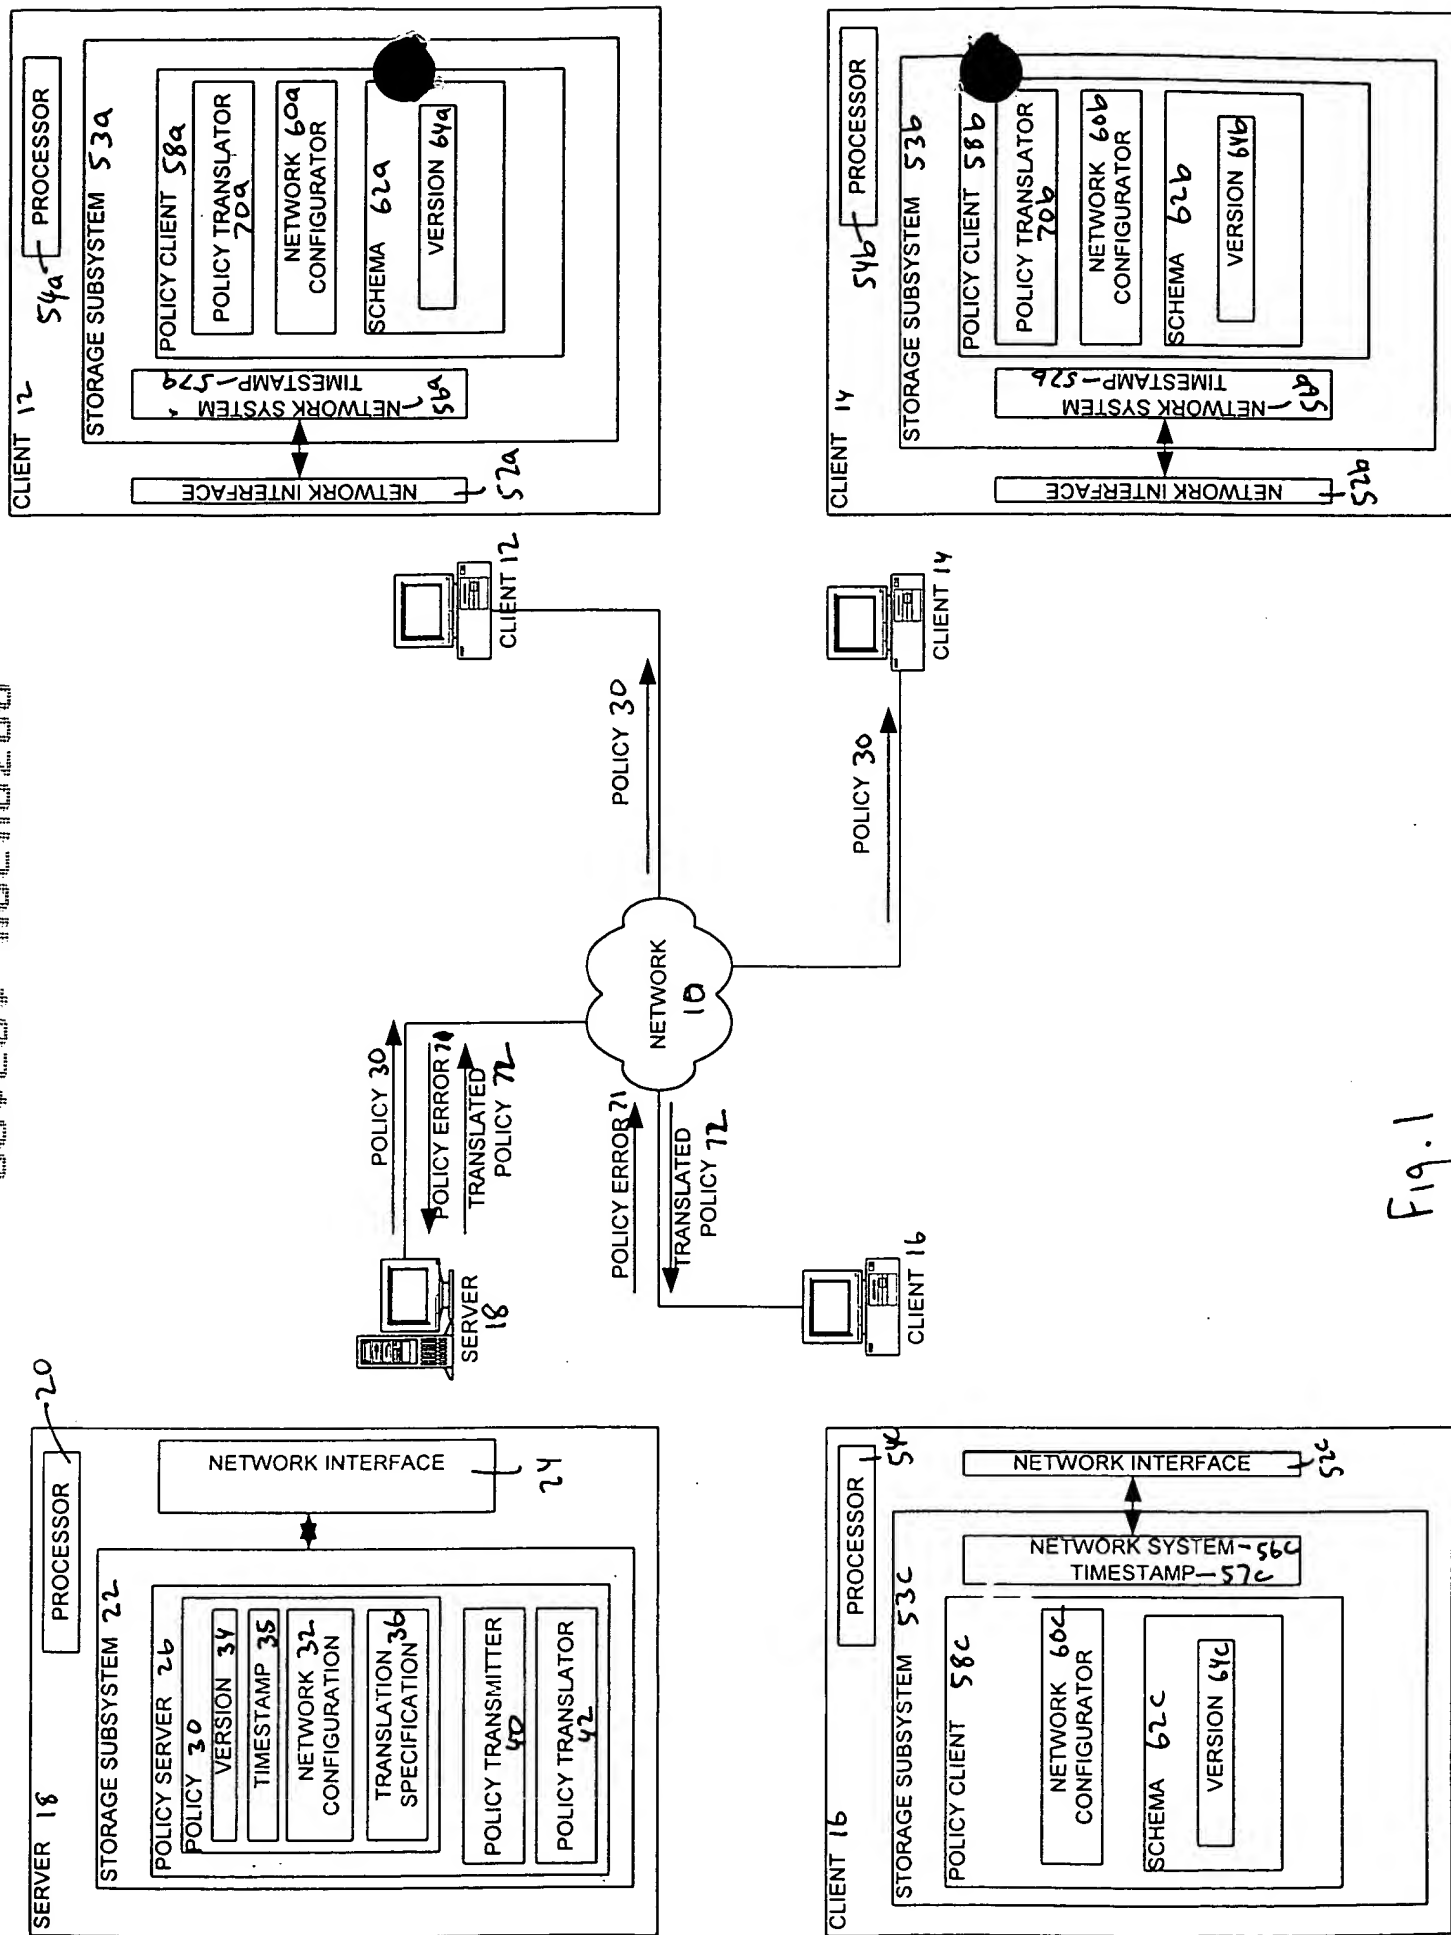 SERVER 18
PROCESSOR
20
STORAGE SUBSYSTEM 22
POLICY SERVER 26
POLICY 30
VERSION 34
TIMESTAMP 35
NETWORK 32
CONFIGURATION
TRANSLATION 36
SPECIFICATION
POLICY TRANSMITTER
40
POLICY TRANSLATOR
42
NETWORK INTERFACE
24
SERVER
18
POLICY 30
POLICY ERROR
TRANSLATED
POLICY 72
CLIENT 12
POLICY 30
CLIENT 12
54a
PROCESSOR
STORAGE SUBSYSTEM 53a
POLICY CLIENT 58a
POLICY TRANSLATOR
70a
NETWORK 60a
CONFIGURATOR
SCHEMA 62a
VERSION 64a
NETWORK SYSTEM
56a
TIMESTAMP-57a
NETWORK INTERFACE
52a
NETWORK
10
CLIENT 16
PROCESSOR
54c
STORAGE SUBSYSTEM 53c
POLICY CLIENT 58c
NETWORK 60c
CONFIGURATOR
SCHEMA 62c
VERSION 64c
NETWORK SYSTEM-56c
TIMESTAMP-57c
NETWORK INTERFACE
52c
POLICY ERROR 71
TRANSLATED
POLICY 72
CLIENT 16
POLICY 30
CLIENT 14
CLIENT 14
54b
PROCESSOR
STORAGE SUBSYSTEM 53b
POLICY CLIENT 58b
POLICY TRANSLATOR
70b
NETWORK 60b
CONFIGURATOR
SCHEMA 62b
VERSION 64b
NETWORK SYSTEM
56b
TIMESTAMP-57b
NETWORK INTERFACE
52b
Fig. 1